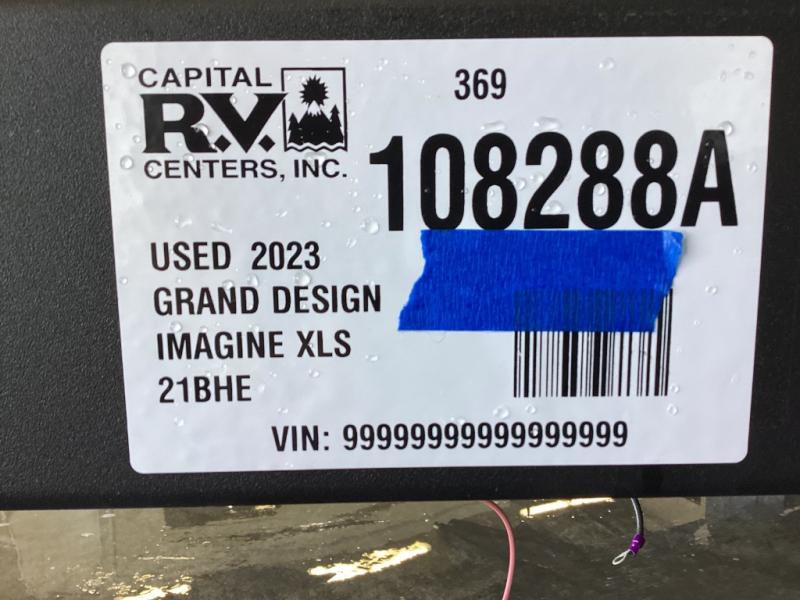 CAPITAL
R.V.
CENTERS, INC.
369
108288A
USED 2023
GRAND DESIGN
IMAGINE XLS
21BHE
VIN: 99999999999999999